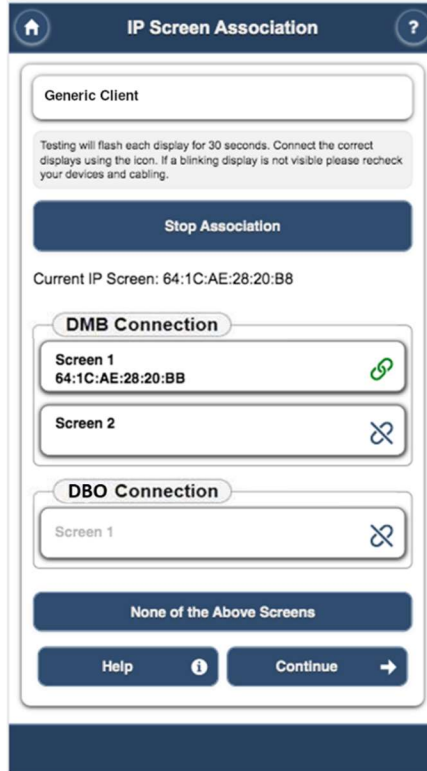 IP Screen Association
?
Generic Client
Testing will flash each display for 30 seconds. Connect the correct
displays using the icon. If a blinking display is not visible please recheck
your devices and cabling.
Stop Association
Current IP Screen: 64:1C:AE:28:20:B8
DMB Connection
Screen 1
64:1C:AE:28:20:BB
Screen 2
DBO Connection
Screen 1
None of the Above Screens
Help i
Continue